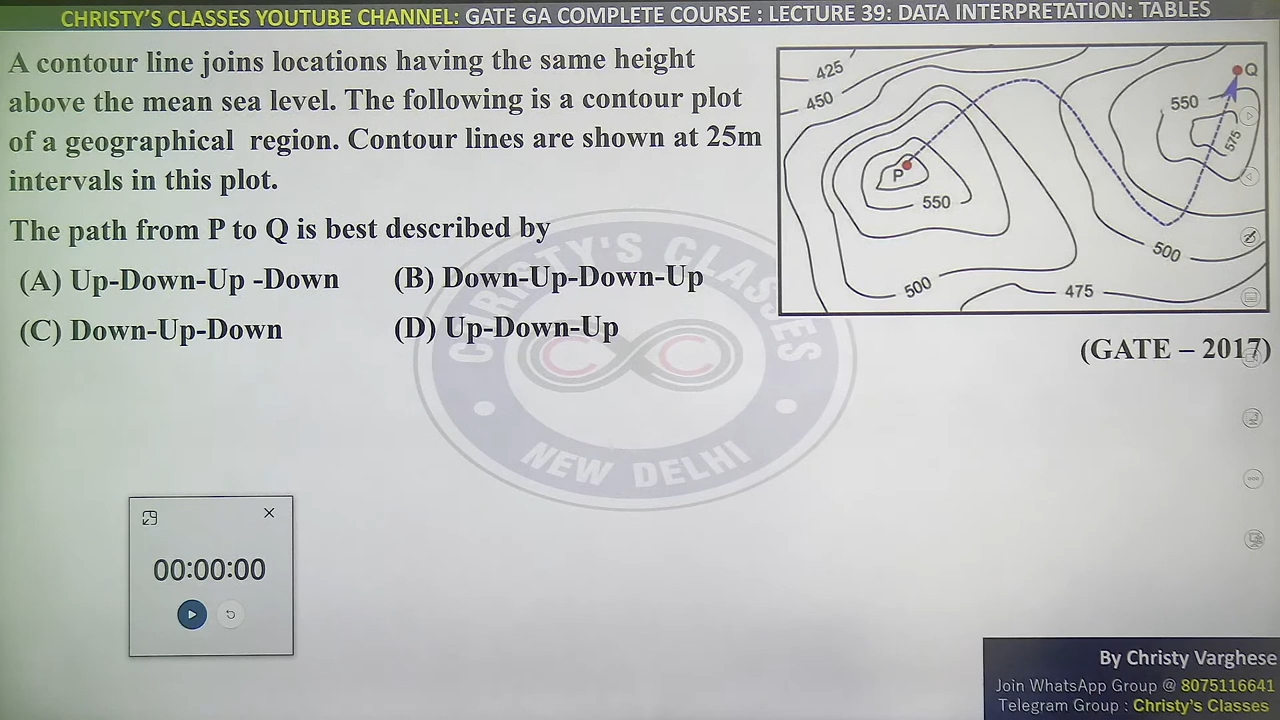 CHRISTY'S CLASSES YOUTUBE CHANNEL: GATE GA COMPLETE COURSE : LECTURE 39: DATA INTERPRETATION: TABLES
A contour line joins locations having the same height
above the mean sea level. The following is a contour plot
of a geographical region. Contour lines are shown at 25m
intervals in this plot.
The path from P to Q is best described by
(A) Up-Down-Up -Down (B) Down-Up-Down-Up
(C) Down-Up-Down (D) Up-Down-Up
425
450
P
550
500
475
500
550
575
Q
(GATE – 2017)
CHRISTY'S CLASSES
CC
NEW DELHI
00:00:00
By Christy Varghese
Join WhatsApp Group @ 8075116641
Telegram Group : Christy's Classes